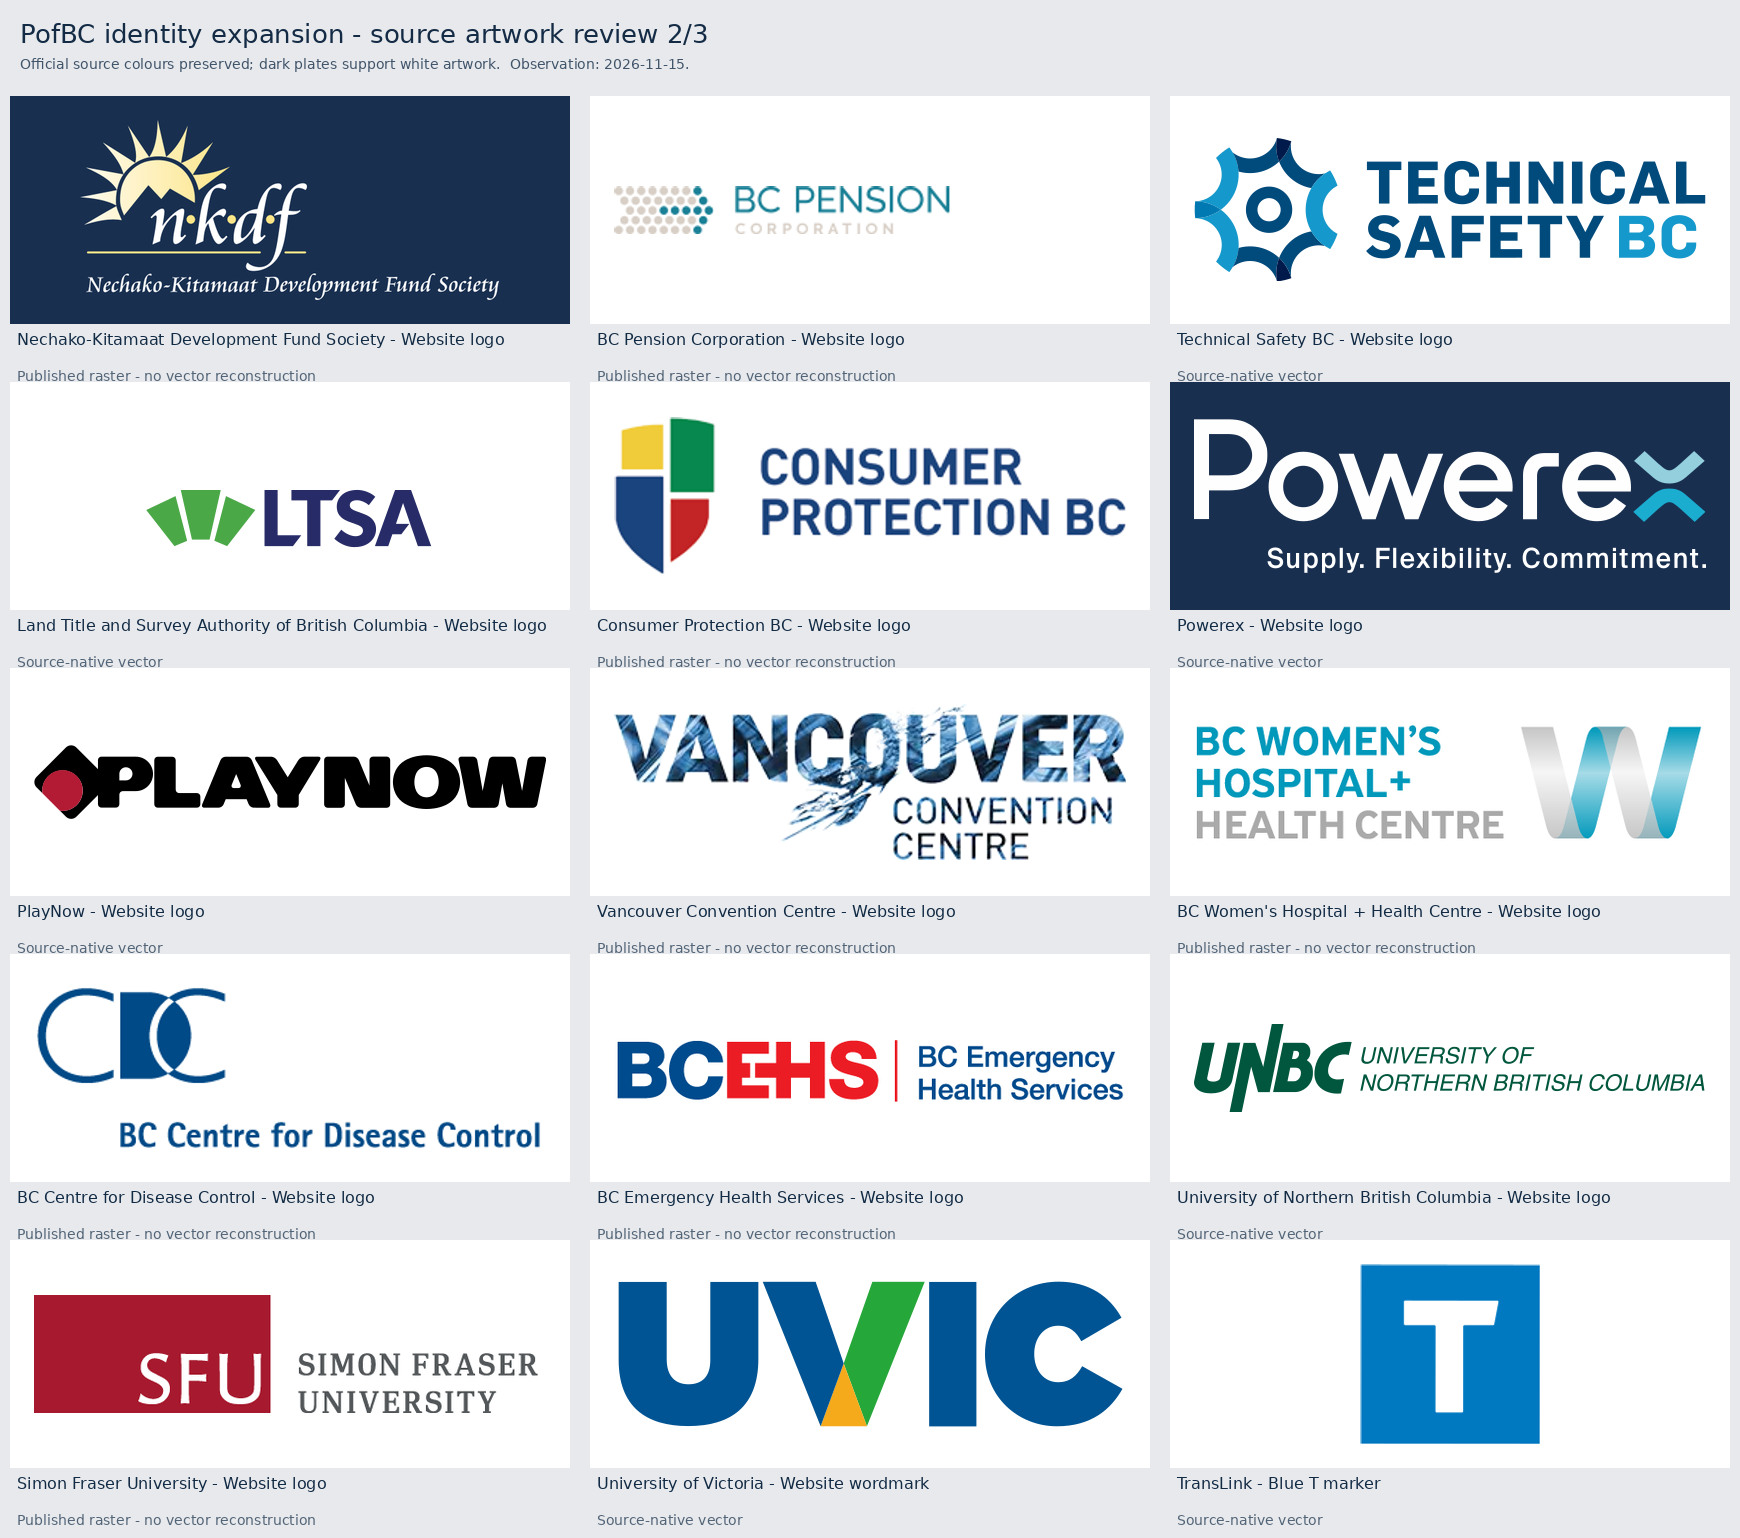 PofBC identity expansion - source artwork review 2/3
Official source colours preserved; dark plates support white artwork.  Observation: 2026-11-15.
n·k·d·f
Nechako-Kitamaat Development Fund Society
BC PENSION
CORPORATION
TECHNICAL
SAFETY BC
Nechako-Kitamaat Development Fund Society - Website logo
BC Pension Corporation - Website logo
Technical Safety BC - Website logo
Published raster - no vector reconstruction
Published raster - no vector reconstruction
Source-native vector
LTSA
CONSUMER
PROTECTION BC
Powerex
Supply. Flexibility. Commitment.
Land Title and Survey Authority of British Columbia - Website logo
Consumer Protection BC - Website logo
Powerex - Website logo
Source-native vector
Published raster - no vector reconstruction
Source-native vector
PLAYNOW
VANCOUVER
CONVENTION
CENTRE
BC WOMEN'S
HOSPITAL+
HEALTH CENTRE
W
PlayNow - Website logo
Vancouver Convention Centre - Website logo
BC Women's Hospital + Health Centre - Website logo
Source-native vector
Published raster - no vector reconstruction
Published raster - no vector reconstruction
CDC
BC Centre for Disease Control
BCEHS
BC Emergency
Health Services
UNBC
UNIVERSITY OF
NORTHERN BRITISH COLUMBIA
BC Centre for Disease Control - Website logo
BC Emergency Health Services - Website logo
University of Northern British Columbia - Website logo
Published raster - no vector reconstruction
Published raster - no vector reconstruction
Source-native vector
SFU
SIMON FRASER
UNIVERSITY
UVIC
T
Simon Fraser University - Website logo
University of Victoria - Website wordmark
TransLink - Blue T marker
Published raster - no vector reconstruction
Source-native vector
Source-native vector